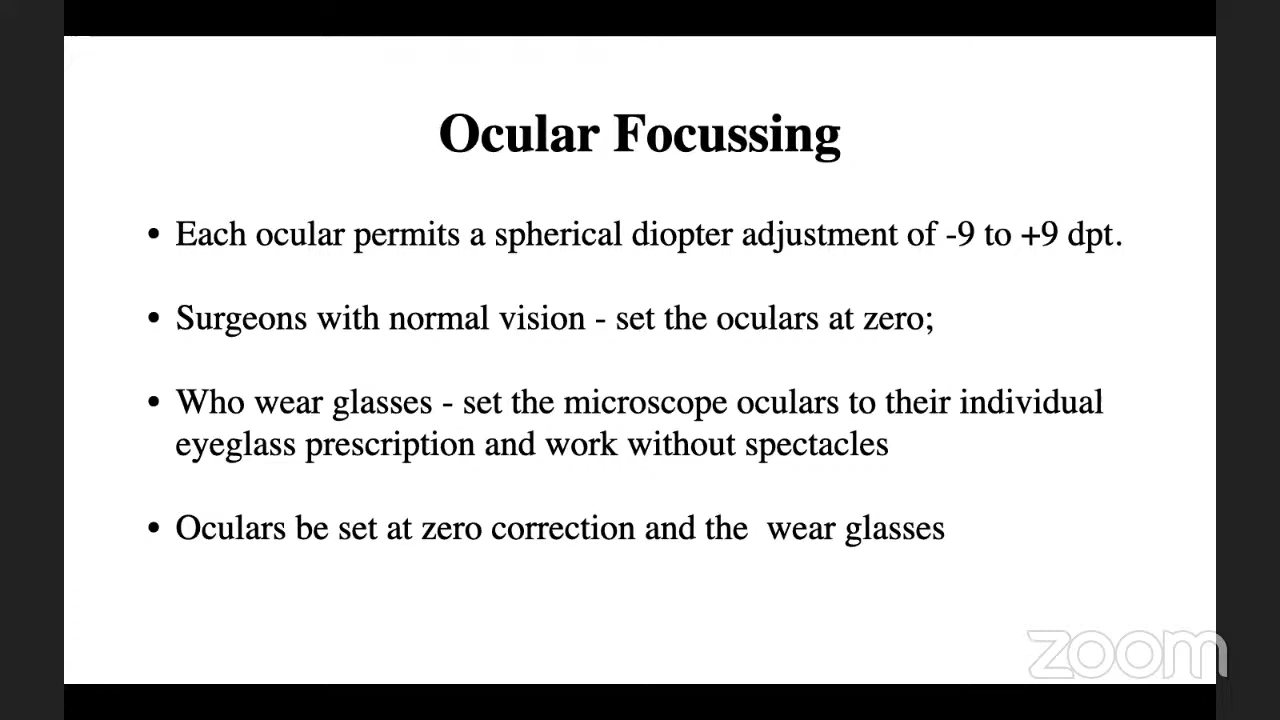 Ocular Focussing
• Each ocular permits a spherical diopter adjustment of -9 to +9 dpt.
• Surgeons with normal vision - set the oculars at zero;
• Who wear glasses - set the microscope oculars to their individual
eyeglass prescription and work without spectacles
• Oculars be set at zero correction and the  wear glasses
zoom